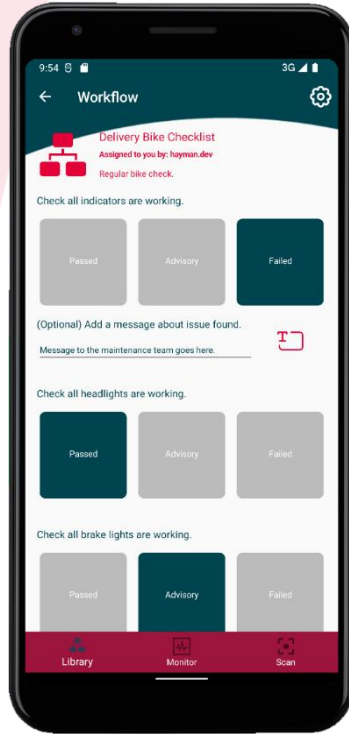 9:54
3G
Workflow
Delivery Bike Checklist
Assigned to you by: hayman.dev
Regular bike check.
Check all indicators are working.
Passed Advisory Failed
(Optional) Add a message about issue found.
T
Message to the maintenance team goes here.
Check all headlights are working.
Passed Advisory Failed
Check all brake lights are working.
Passed Advisory Failed
Library Monitor Scan